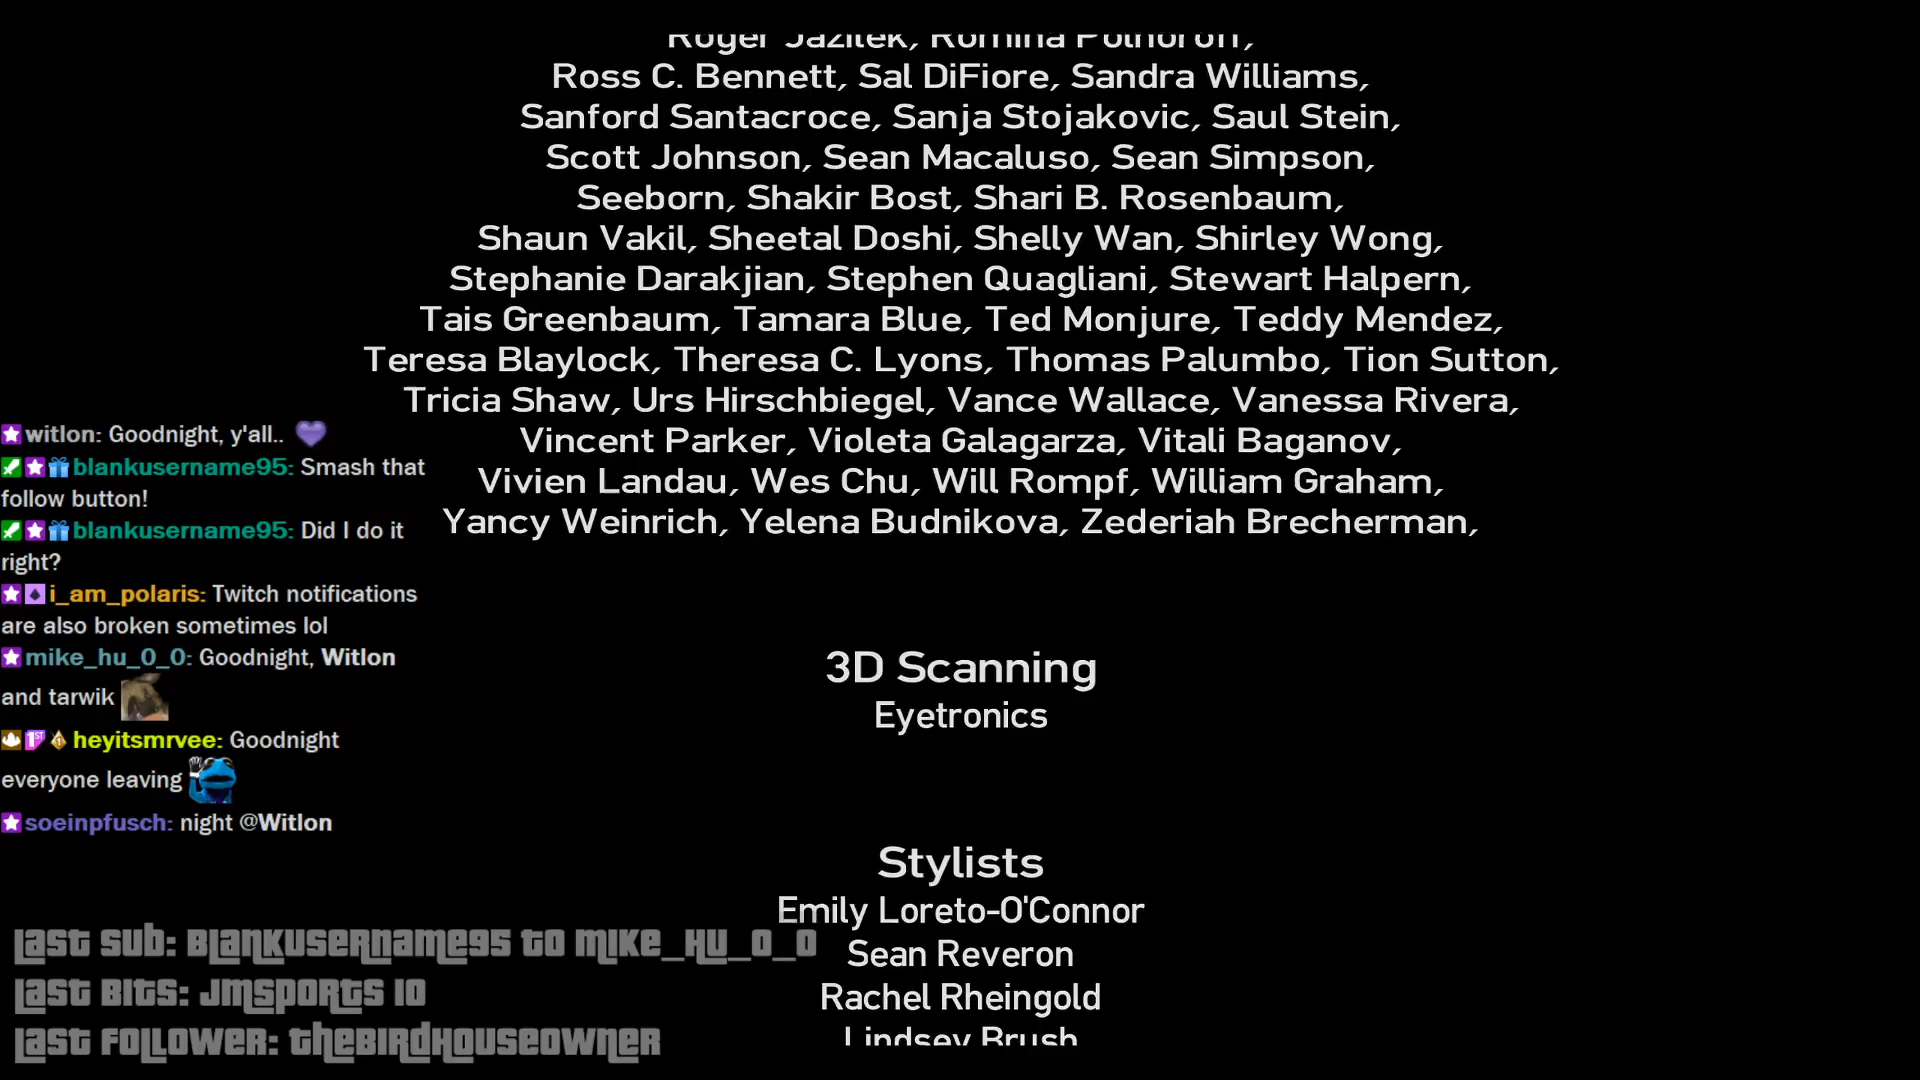 Roger Jazilek, Romina Polnoroff,
Ross C. Bennett, Sal DiFiore, Sandra Williams,
Sanford Santacroce, Sanja Stojakovic, Saul Stein,
Scott Johnson, Sean Macaluso, Sean Simpson,
Seeborn, Shakir Bost, Shari B. Rosenbaum,
Shaun Vakil, Sheetal Doshi, Shelly Wan, Shirley Wong,
Stephanie Darakjian, Stephen Quagliani, Stewart Halpern,
Tais Greenbaum, Tamara Blue, Ted Monjure, Teddy Mendez,
Teresa Blaylock, Theresa C. Lyons, Thomas Palumbo, Tion Sutton,
Tricia Shaw, Urs Hirschbiegel, Vance Wallace, Vanessa Rivera,
Vincent Parker, Violeta Galagarza, Vitali Baganov,
Vivien Landau, Wes Chu, Will Rompf, William Graham,
Yancy Weinrich, Yelena Budnikova, Zederiah Brecherman,
3D Scanning
Eyetronics
Stylists
Emily Loreto-O'Connor
Sean Reveron
Rachel Rheingold
Lindsey Brush
witlon: Goodnight, y'all..
blankusername95: Smash that
follow button!
blankusername95: Did I do it
right?
i_am_polaris: Twitch notifications
are also broken sometimes lol
mike_hu_0_0: Goodnight, Witlon
and tarwik
heyitsmrvee: Goodnight
everyone leaving
soeinpfusch: night @Witlon
Last Sub: Blankusername95 to mike_hu_0_0
Last Bits: jmsports 10
Last Follower: thebirdhouseowner